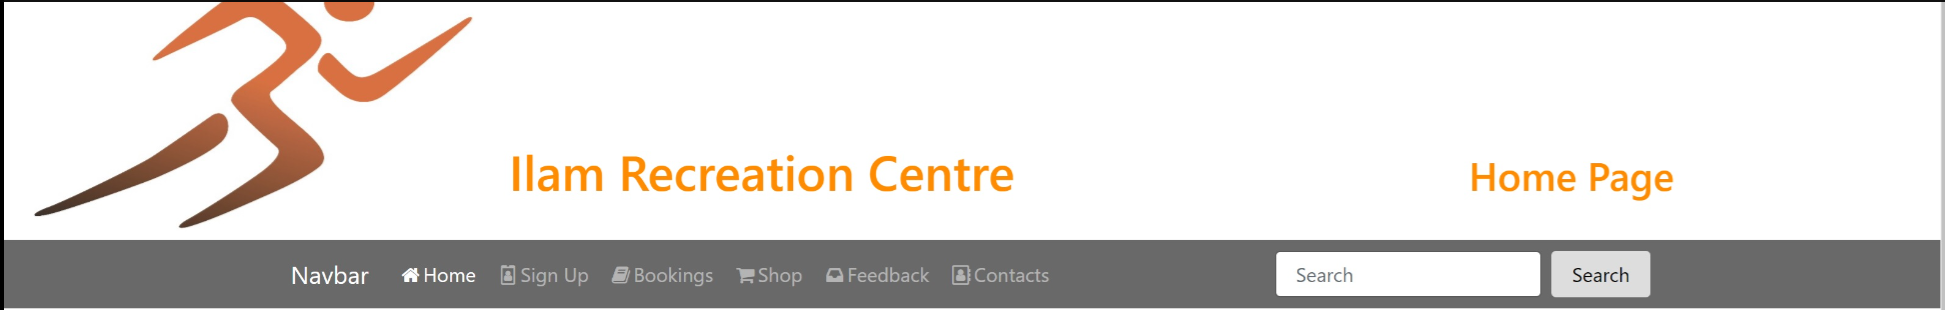 Ilam Recreation Centre
Home Page
Navbar Home Sign Up Bookings Shop Feedback Contacts Search Search